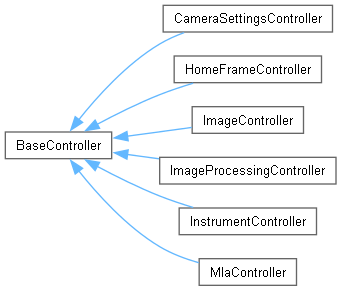 CameraSettingsController
HomeFrameController
ImageController
BaseController
ImageProcessingController
InstrumentController
MlaController